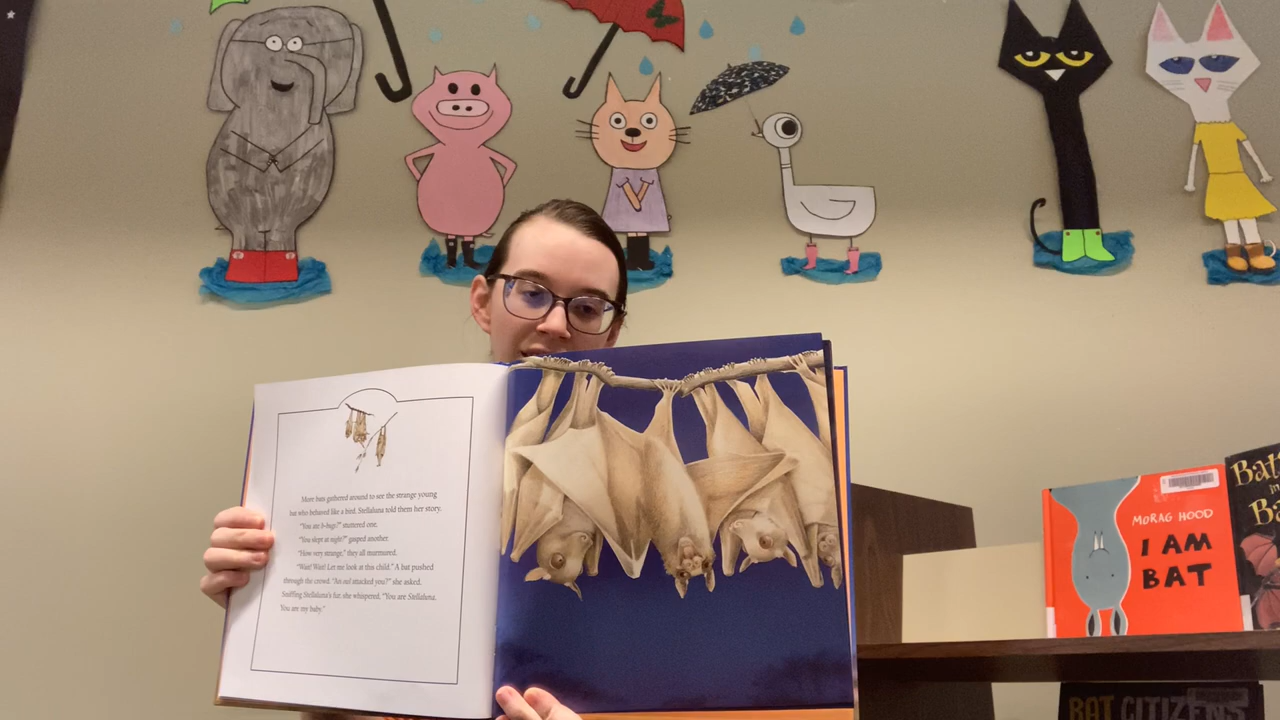 More bats gathered around to see the strange young
bat who behaved like a bird. Stellaluna told them her story.
"You ate b-bugs?" stuttered one.
"You slept at night?" gasped another.
"How very strange," they all murmured.
"Wait! Wait! Let me look at this child." A bat pushed
through the crowd. "An owl attacked you?" she asked.
Sniffing Stellaluna's fur, she whispered, "You are Stellaluna.
You are my baby."
MORAG HOOD
I AM
BAT
BAT CITIZENS